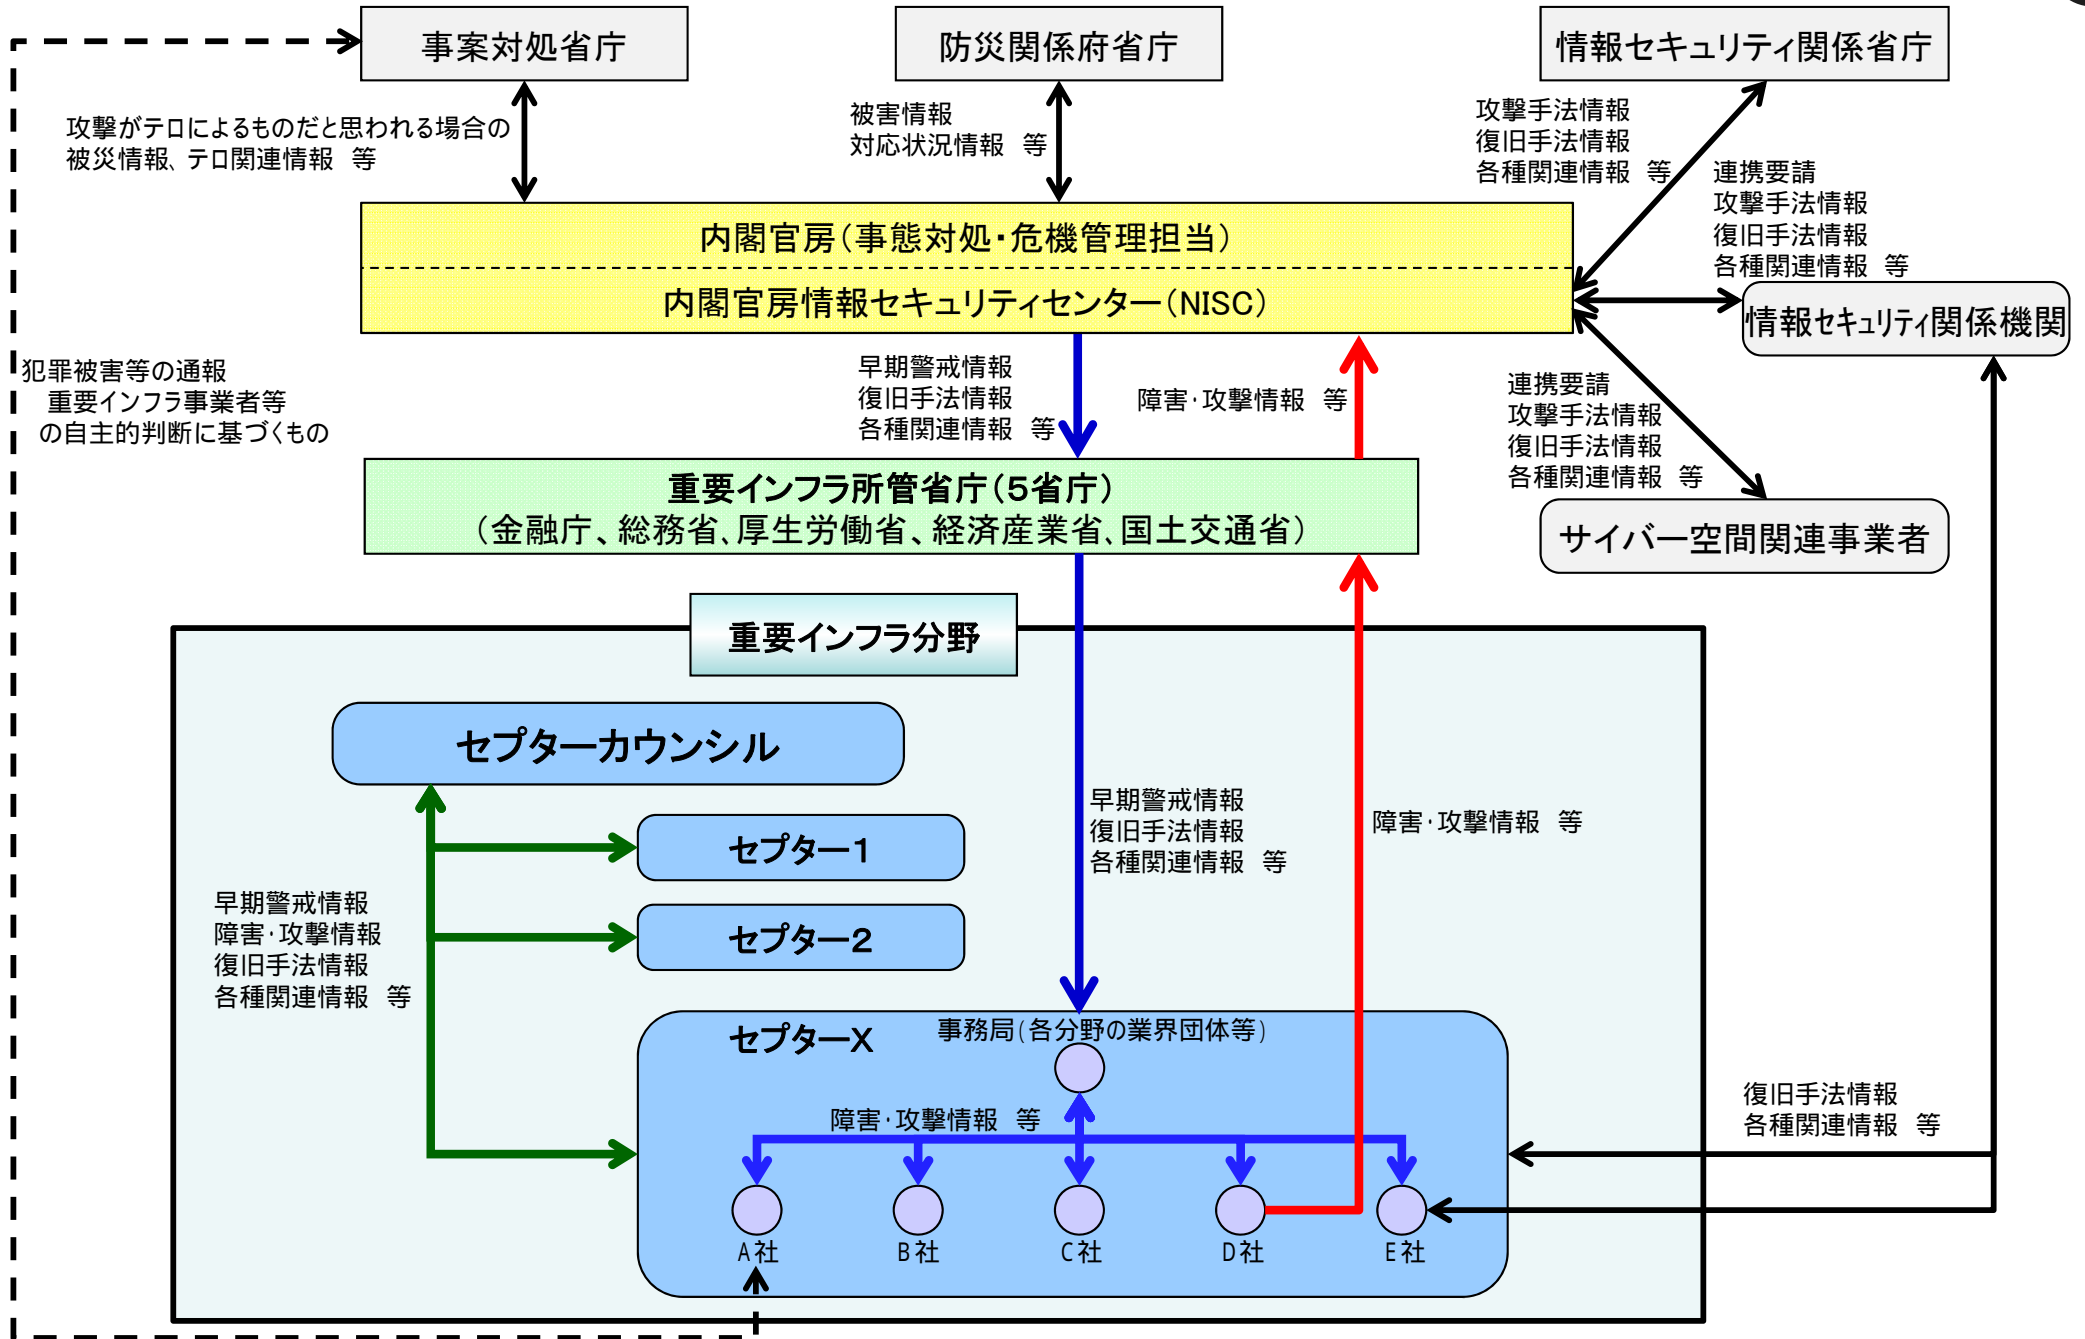 事案対処省庁
防災関係府省庁
情報セキュリティ関係省庁
攻撃がテロによるものだと思われる場合の
被災情報、テロ関連情報　等
被害情報
対応状況情報　等
攻撃手法情報
復旧手法情報
各種関連情報　等
連携要請
攻撃手法情報
復旧手法情報
各種関連情報　等
内閣官房（事態対処・危機管理担当）
内閣官房情報セキュリティセンター（NISC）
情報セキュリティ関係機関
犯罪被害等の通報
重要インフラ事業者等
の自主的判断に基づくもの
早期警戒情報
復旧手法情報
各種関連情報　等
障害・攻撃情報　等
連携要請
攻撃手法情報
復旧手法情報
各種関連情報　等
重要インフラ所管省庁（５省庁）
（金融庁、総務省、厚生労働省、経済産業省、国土交通省）
サイバー空間関連事業者
重要インフラ分野
セプターカウンシル
セプター１
セプター２
早期警戒情報
復旧手法情報
各種関連情報　等
障害・攻撃情報　等
早期警戒情報
障害・攻撃情報
復旧手法情報
各種関連情報　等
セプターX
事務局（各分野の業界団体等）
障害・攻撃情報　等
A社
B社
C社
D社
E社
復旧手法情報
各種関連情報　等